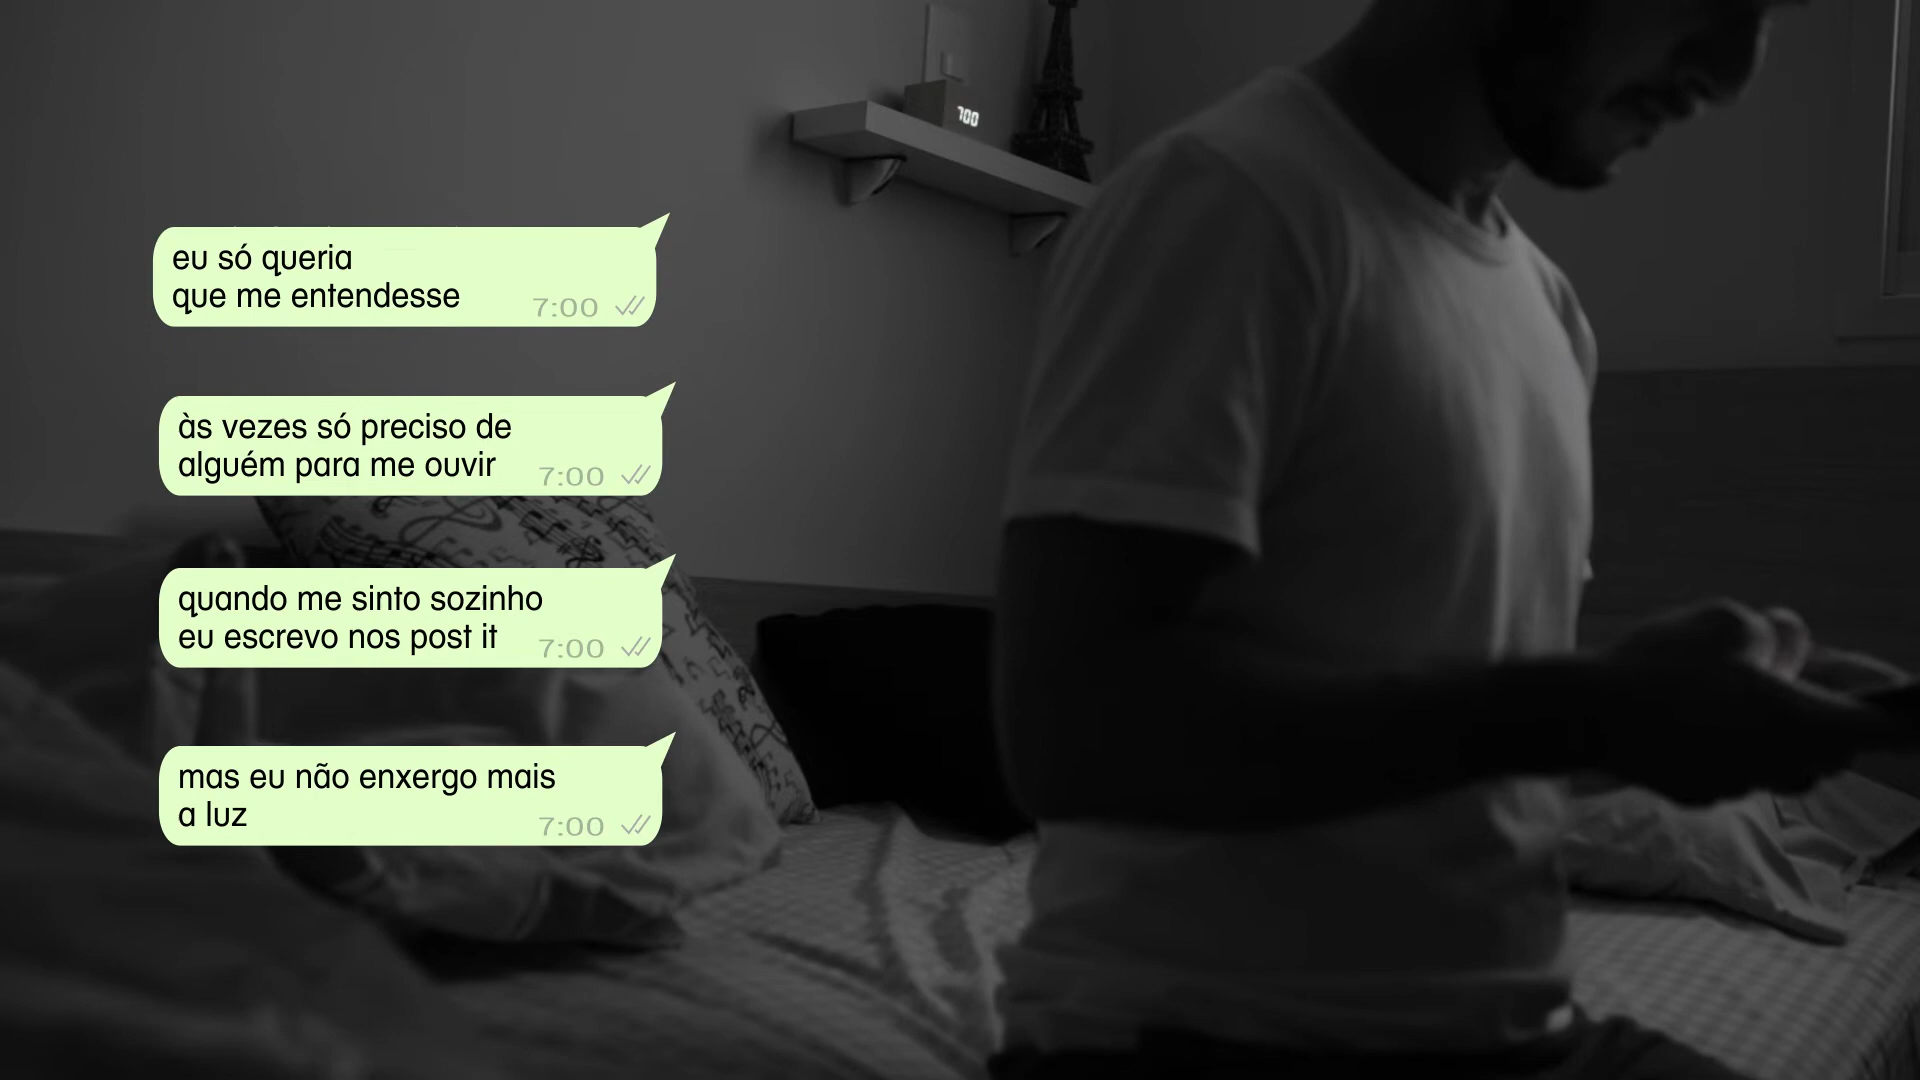 700
eu só queria
que me entendesse
7:00
às vezes só preciso de
alguém para me ouvir
7:00
quando me sinto sozinho
eu escrevo nos post it
7:00
mas eu não enxergo mais
a luz
7:00